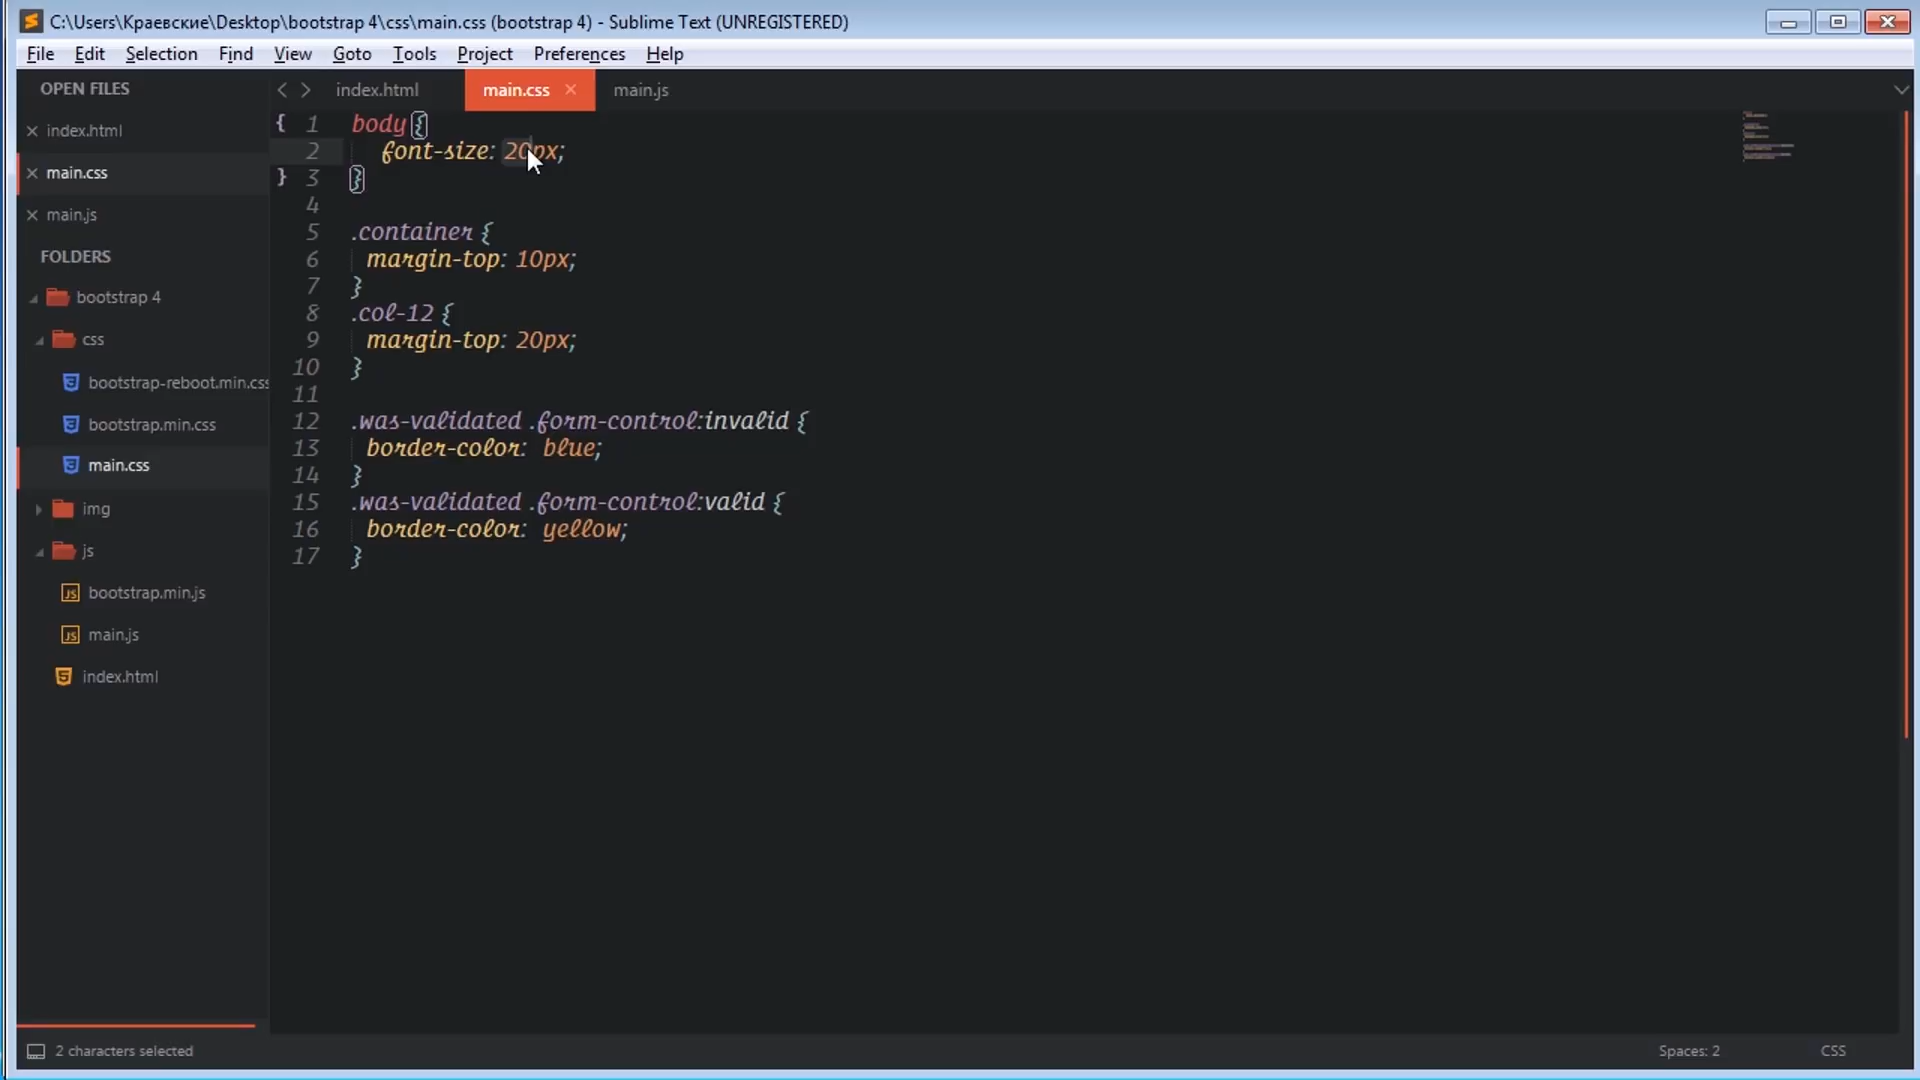 C:\Users\Краевские\Desktop\bootstrap 4\css\main.css (bootstrap 4) - Sublime Text (UNREGISTERED)
File Edit Selection Find View Goto Tools Project Preferences Help
OPEN FILES
index.html
main.css
main.js
FOLDERS
bootstrap 4
css
bootstrap-reboot.min.css
bootstrap.min.css
main.css
img
js
bootstrap.min.js
main.js
index.html
index.html main.css main.js
{ 1 body{
2 font-size: 20px;
} 3 }
4
5 .container {
6 margin-top: 10px;
7 }
8 .col-12 {
9 margin-top: 20px;
10 }
11
12 .was-validated .form-control:invalid {
13 border-color: blue;
14 }
15 .was-validated .form-control:valid {
16 border-color: yellow;
17 }
2 characters selected
Spaces: 2
CSS